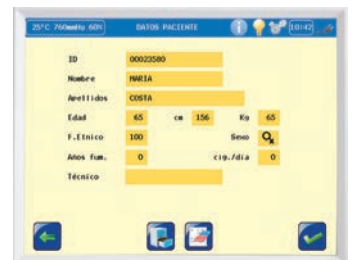 25°C 760mmHg 60% DATOS PACIENTE 10:42
ID 00023580
Nombre MARIA
Apellidos COSTA
Edad 65 cm 156 Kg 65
F.Etnico 100 Sexo
Años fum. 0 cig./dia 0
Técnico